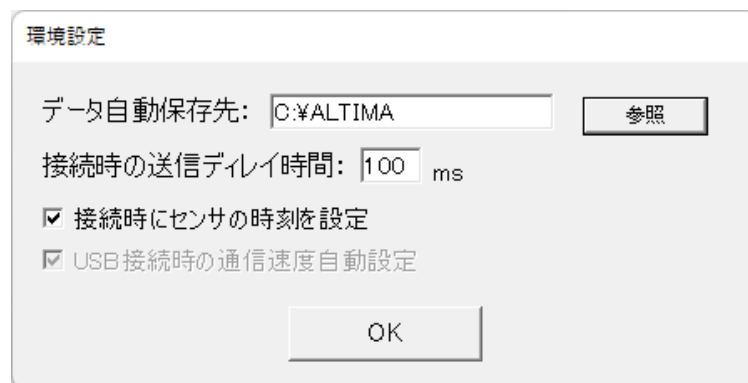 環境設定
データ自動保存先: C:¥ALTIMA 参照
接続時の送信ディレイ時間: 100 ms
接続時にセンサの時刻を設定
USB接続時の通信速度自動設定
OK